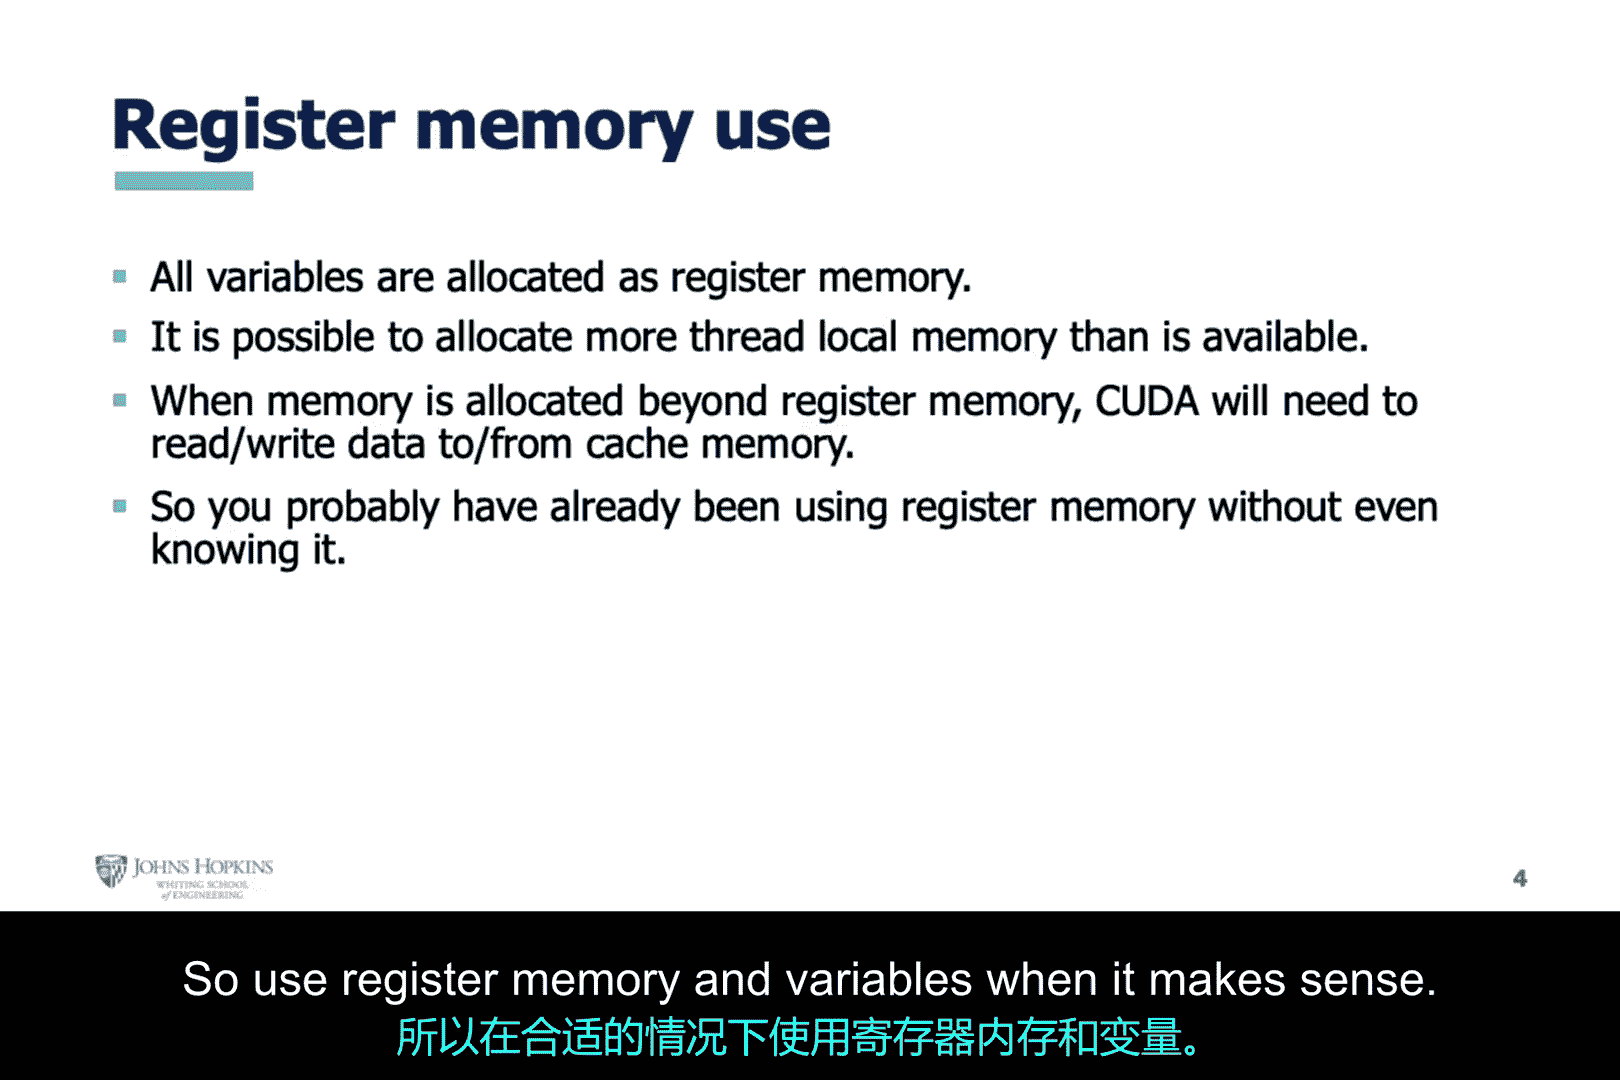 Register memory use
All variables are allocated as register memory.
It is possible to allocate more thread local memory than is available.
When memory is allocated beyond register memory, CUDA will need to
read/write data to/from cache memory.
So you probably have already been using register memory without even
knowing it.
JOHNS HOPKINS
WHITING SCHOOL
of ENGINEERING
4
So use register memory and variables when it makes sense.
所以在合适的情况下使用寄存器内存和变量。